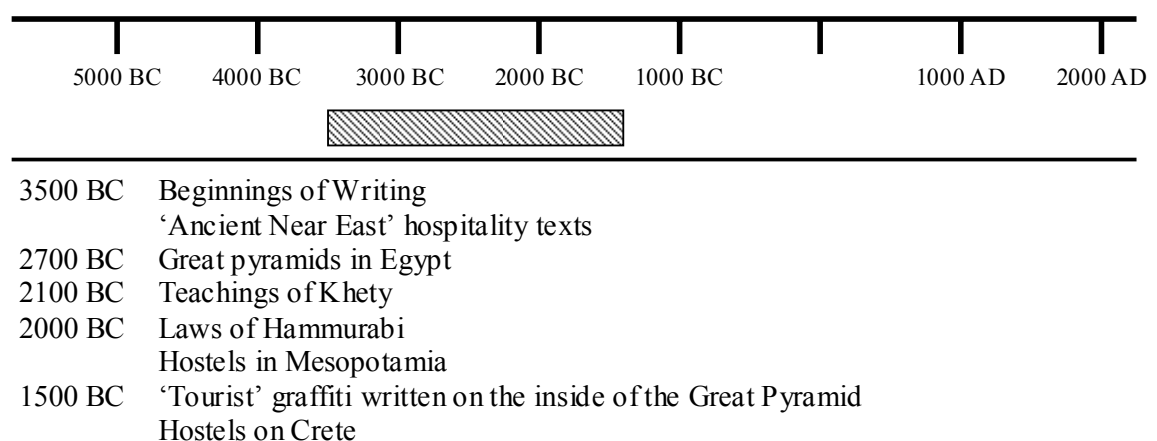 5000 BC 4000 BC 3000 BC 2000 BC 1000 BC 1000 AD 2000 AD
3500 BC Beginnings of Writing
‘Ancient Near East’ hospitality texts
2700 BC Great pyramids in Egypt
2100 BC Teachings of Khety
2000 BC Laws of Hammurabi
Hostels in Mesopotamia
1500 BC ‘Tourist’ graffiti written on the inside of the Great Pyramid
Hostels on Crete